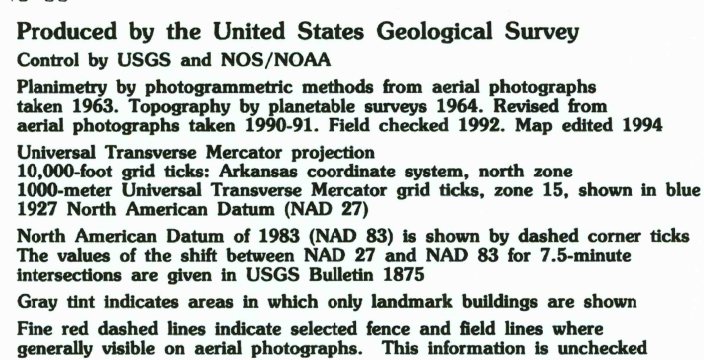 Produced by the United States Geological Survey
Control by USGS and NOS/NOAA
Planimetry by photogrammetric methods from aerial photographs
taken 1963. Topography by planetable surveys 1964. Revised from
aerial photographs taken 1990-91. Field checked 1992. Map edited 1994
Universal Transverse Mercator projection
10,000-foot grid ticks: Arkansas coordinate system, north zone
1000-meter Universal Transverse Mercator grid ticks, zone 15, shown in blue
1927 North American Datum (NAD 27)
North American Datum of 1983 (NAD 83) is shown by dashed corner ticks
The values of the shift between NAD 27 and NAD 83 for 7.5-minute
intersections are given in USGS Bulletin 1875
Gray tint indicates areas in which only landmark buildings are shown
Fine red dashed lines indicate selected fence and field lines where
generally visible on aerial photographs. This information is unchecked